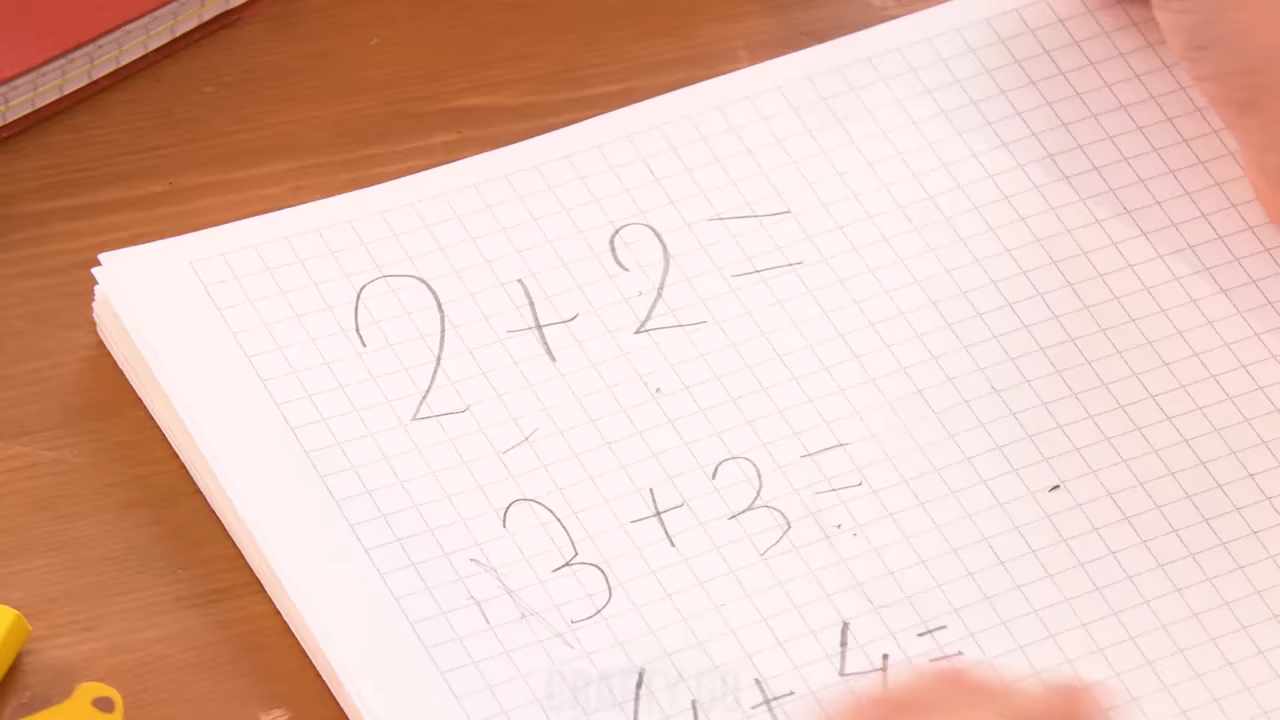 2+2=
3+3=
4+4=